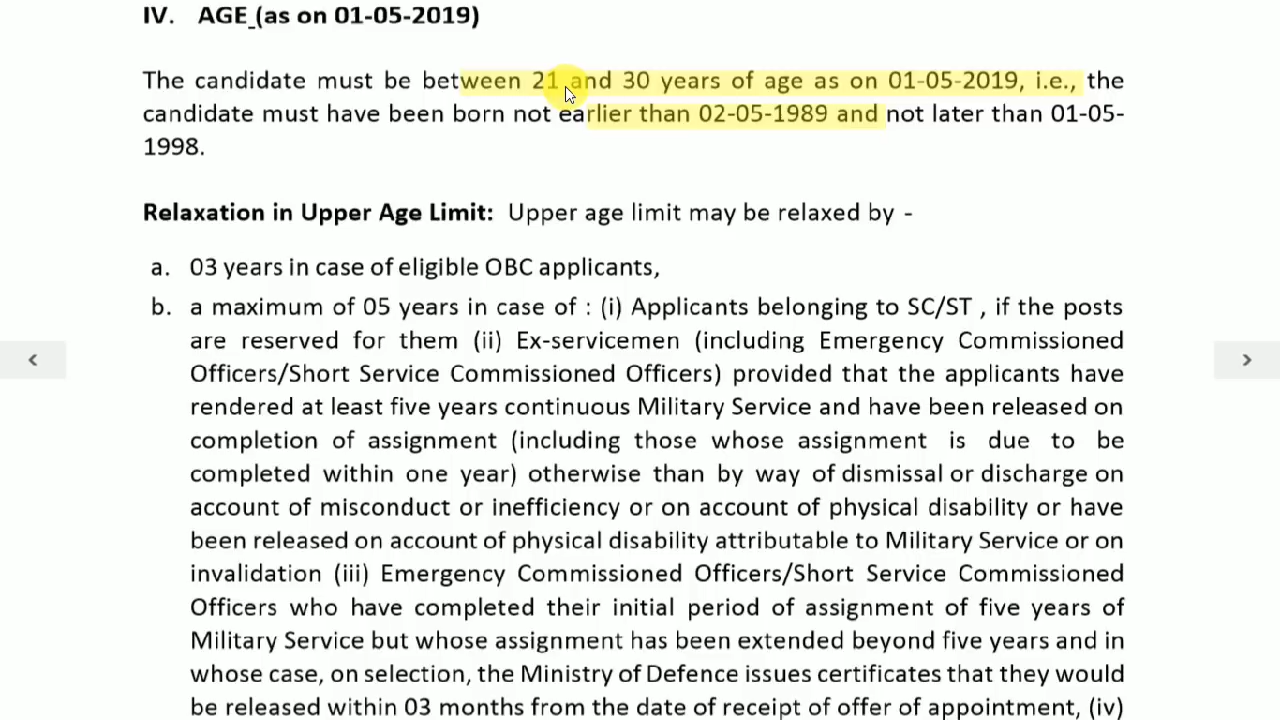 IV. AGE (as on 01-05-2019)
The candidate must be between 21 and 30 years of age as on 01-05-2019, i.e., the
candidate must have been born not earlier than 02-05-1989 and not later than 01-05-
1998.
Relaxation in Upper Age Limit: Upper age limit may be relaxed by -
a. 03 years in case of eligible OBC applicants,
b. a maximum of 05 years in case of : (i) Applicants belonging to SC/ST , if the posts
are reserved for them (ii) Ex-servicemen (including Emergency Commissioned
Officers/Short Service Commissioned Officers) provided that the applicants have
rendered at least five years continuous Military Service and have been released on
completion of assignment (including those whose assignment is due to be
completed within one year) otherwise than by way of dismissal or discharge on
account of misconduct or inefficiency or on account of physical disability or have
been released on account of physical disability attributable to Military Service or on
invalidation (iii) Emergency Commissioned Officers/Short Service Commissioned
Officers who have completed their initial period of assignment of five years of
Military Service but whose assignment has been extended beyond five years and in
whose case, on selection, the Ministry of Defence issues certificates that they would
be released within 03 months from the date of receipt of offer of appointment, (iv)